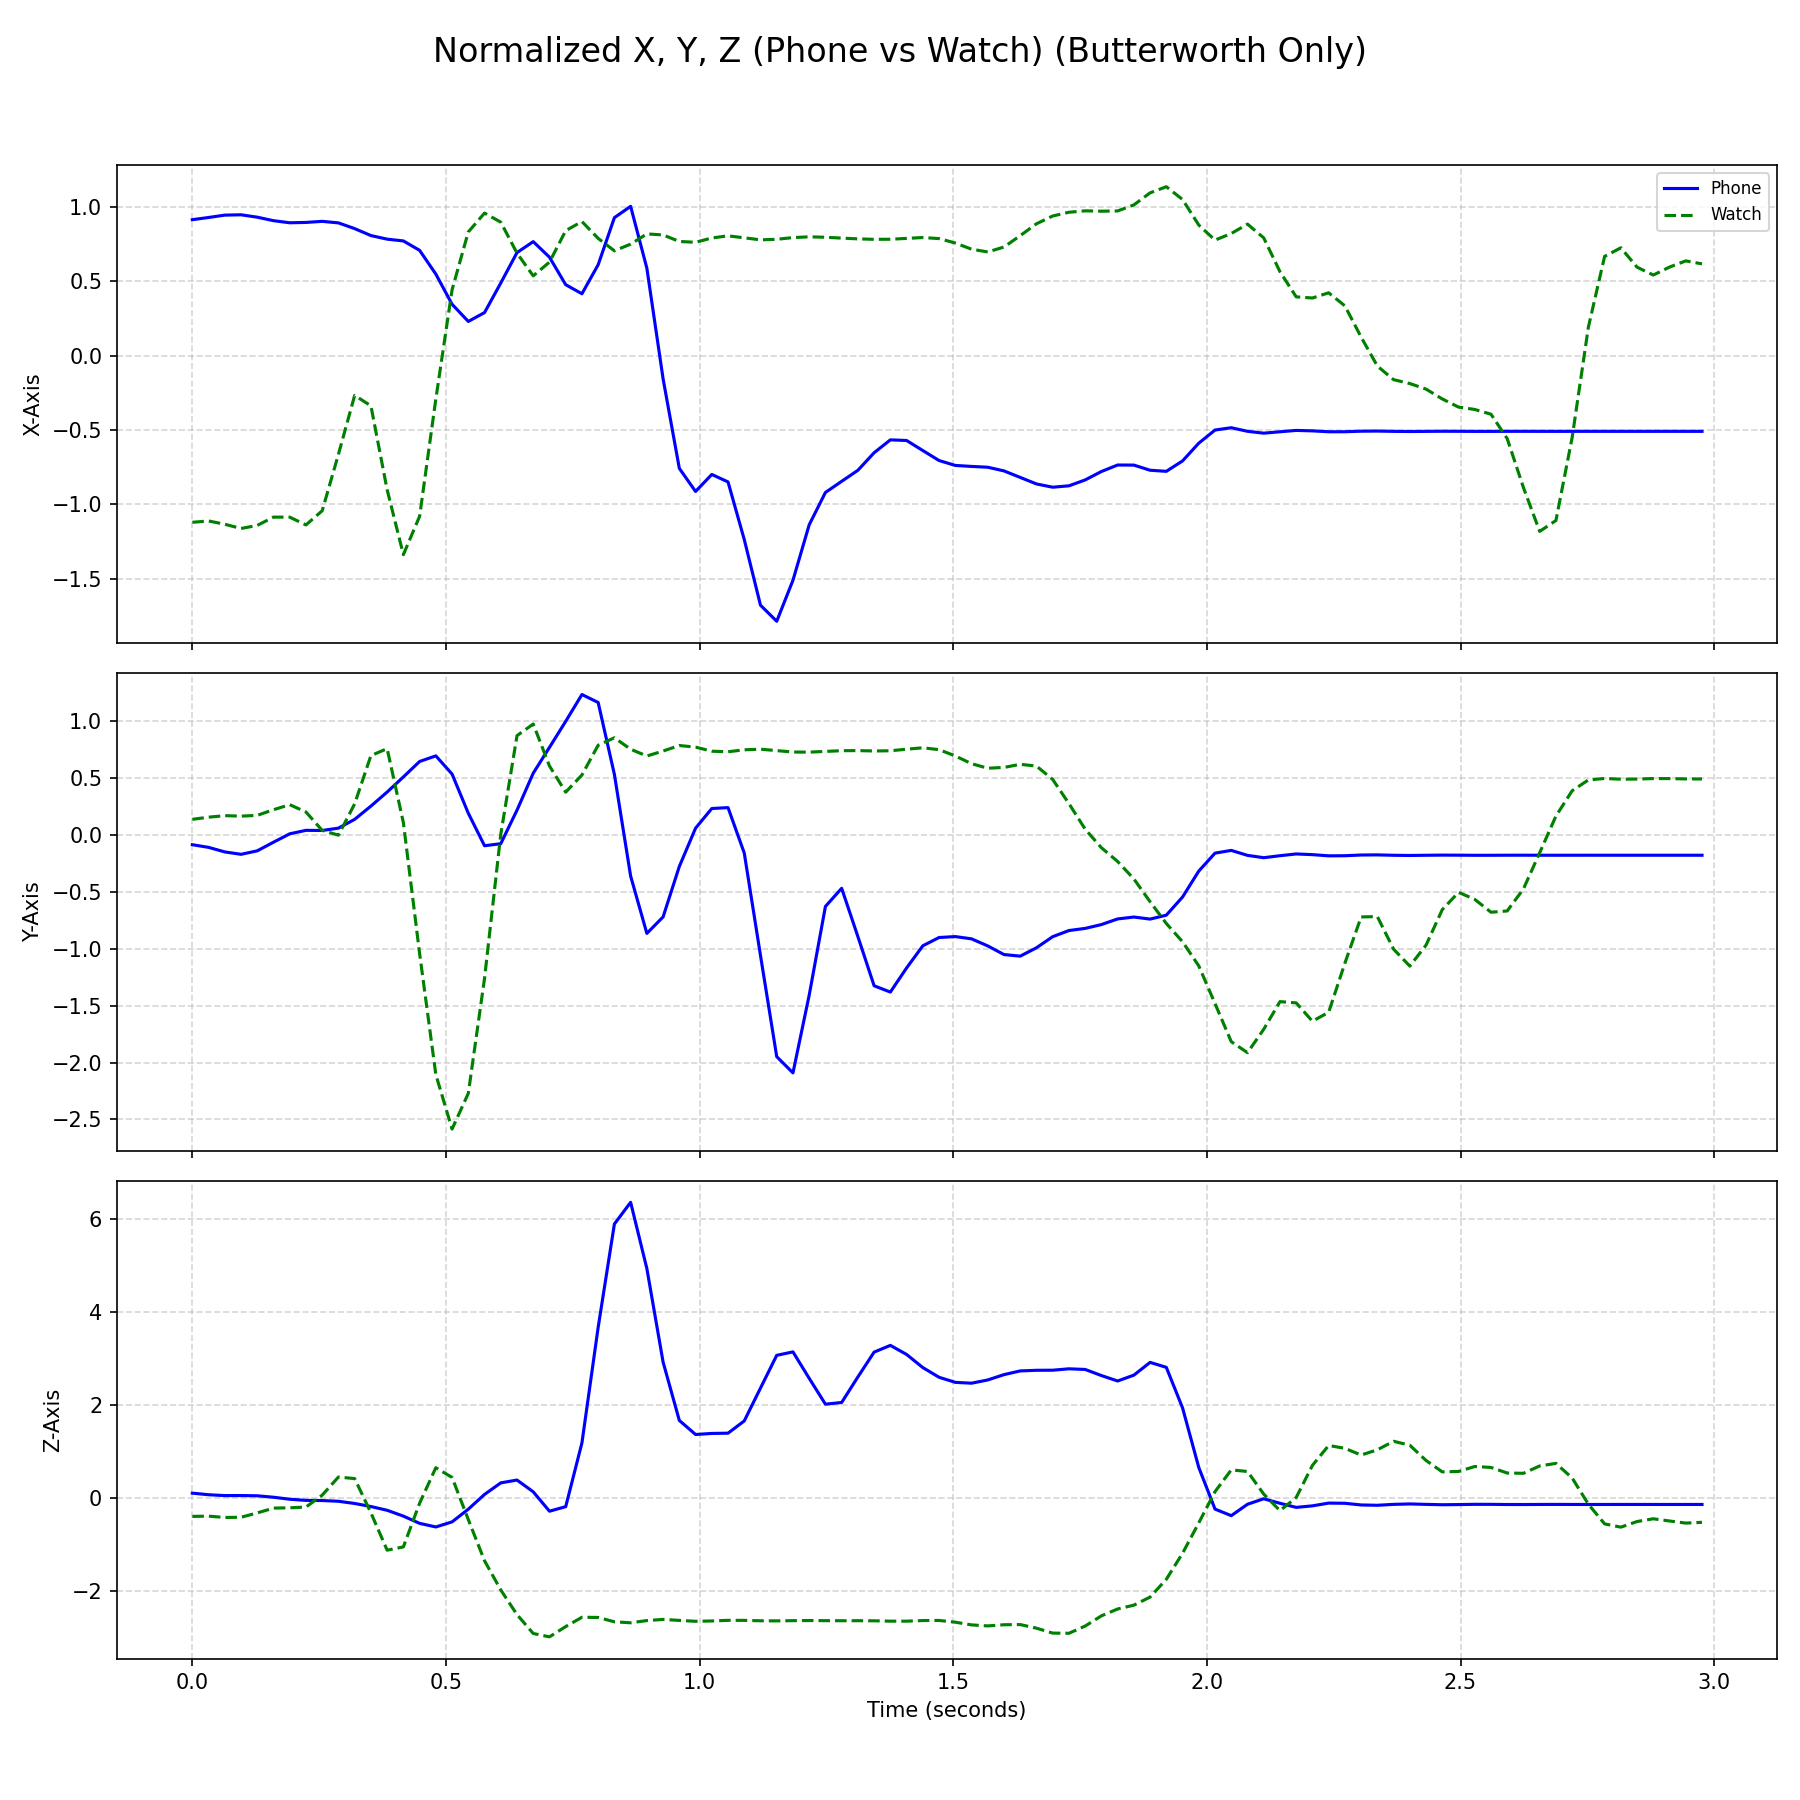 Normalized X, Y, Z (Phone vs Watch) (Butterworth Only)
Phone
Watch
1.0
0.5
0.0
−0.5
−1.0
−1.5
X-Axis
1.0
0.5
0.0
−0.5
−1.0
−1.5
−2.0
−2.5
Y-Axis
6
4
2
0
−2
Z-Axis
0.0 0.5 1.0 1.5 2.0 2.5 3.0
Time (seconds)